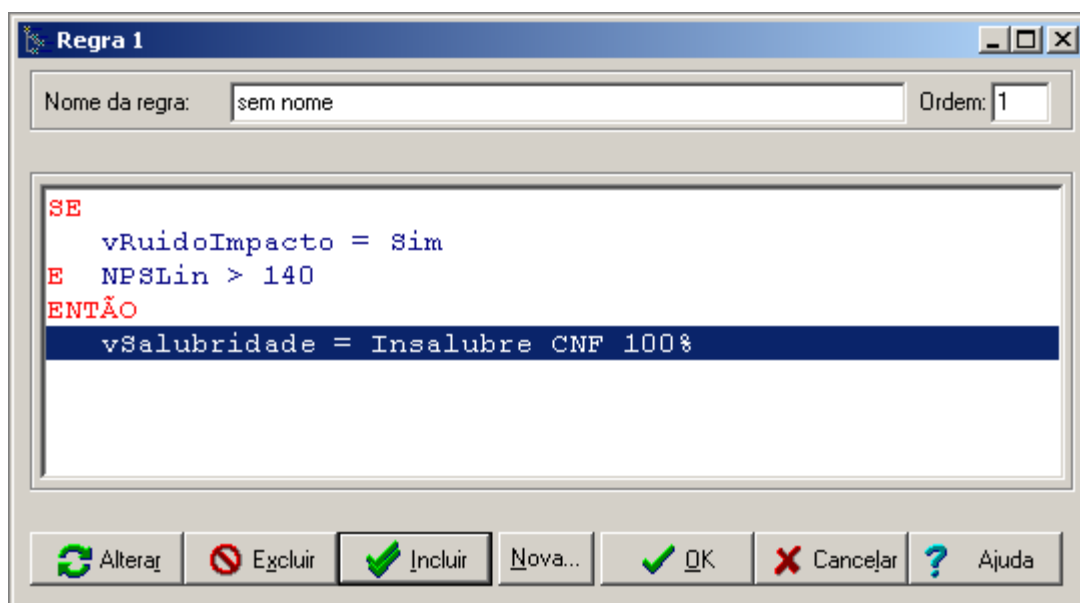 Regra 1
Nome da regra: sem nome Ordem: 1
SE
vRuidoImpacto = Sim
E NPSLin > 140
ENTÃO
vSalubridade = Insalubre CNF 100%
Alterar Excluir Incluir Nova... OK Cancelar ? Ajuda